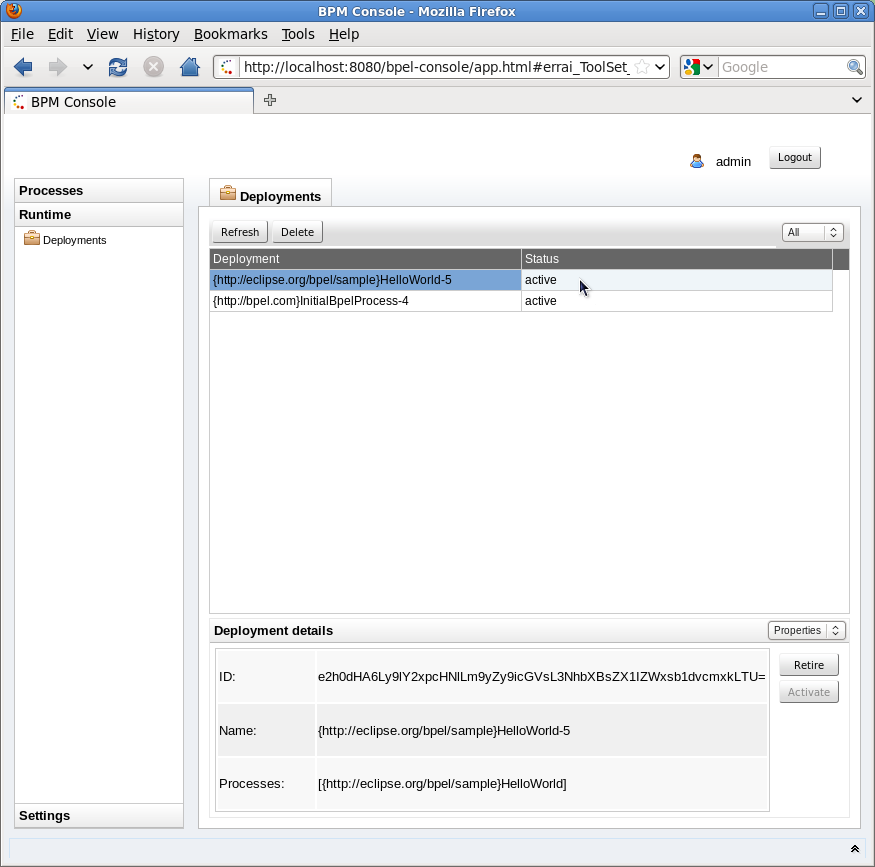 BPM Console - Mozilla Firefox
File Edit View History Bookmarks Tools Help
http://localhost:8080/bpel-console/app.html#errai_ToolSet_
Google
BPM Console
admin
Logout
Processes
Runtime
Deployments
Settings
Deployments
Refresh Delete All
Deployment Status
{http://eclipse.org/bpel/sample}HelloWorld-5 active
{http://bpel.com}InitialBpelProcess-4 active
Deployment details Properties
ID: e2h0dHA6Ly9lY2xpcHNlLm9yZy9icGVsL3NhbXBsZX1IZWxsb1dvcmxkLTU=
Name: {http://eclipse.org/bpel/sample}HelloWorld-5
Processes: [{http://eclipse.org/bpel/sample}HelloWorld]
Retire
Activate